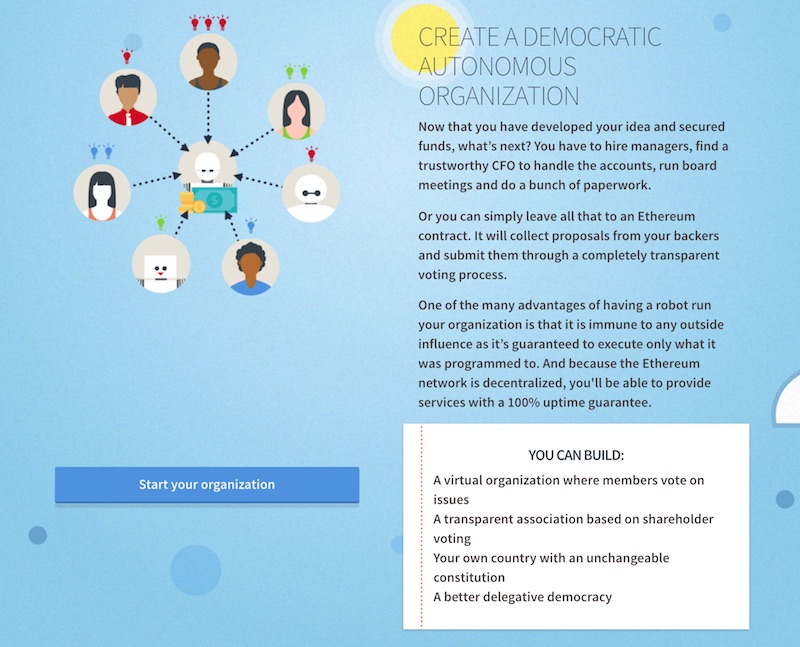 CREATE A DEMOCRATIC
AUTONOMOUS
ORGANIZATION
Now that you have developed your idea and secured
funds, what's next? You have to hire managers, find a
trustworthy CFO to handle the accounts, run board
meetings and do a bunch of paperwork.
Or you can simply leave all that to an Ethereum
contract. It will collect proposals from your backers
and submit them through a completely transparent
voting process.
One of the many advantages of having a robot run
your organization is that it is immune to any outside
influence as it's guaranteed to execute only what it
was programmed to. And because the Ethereum
network is decentralized, you'll be able to provide
services with a 100% uptime guarantee.
Start your organization
YOU CAN BUILD:
A virtual organization where members vote on
issues
A transparent association based on shareholder
voting
Your own country with an unchangeable
constitution
A better delegative democracy